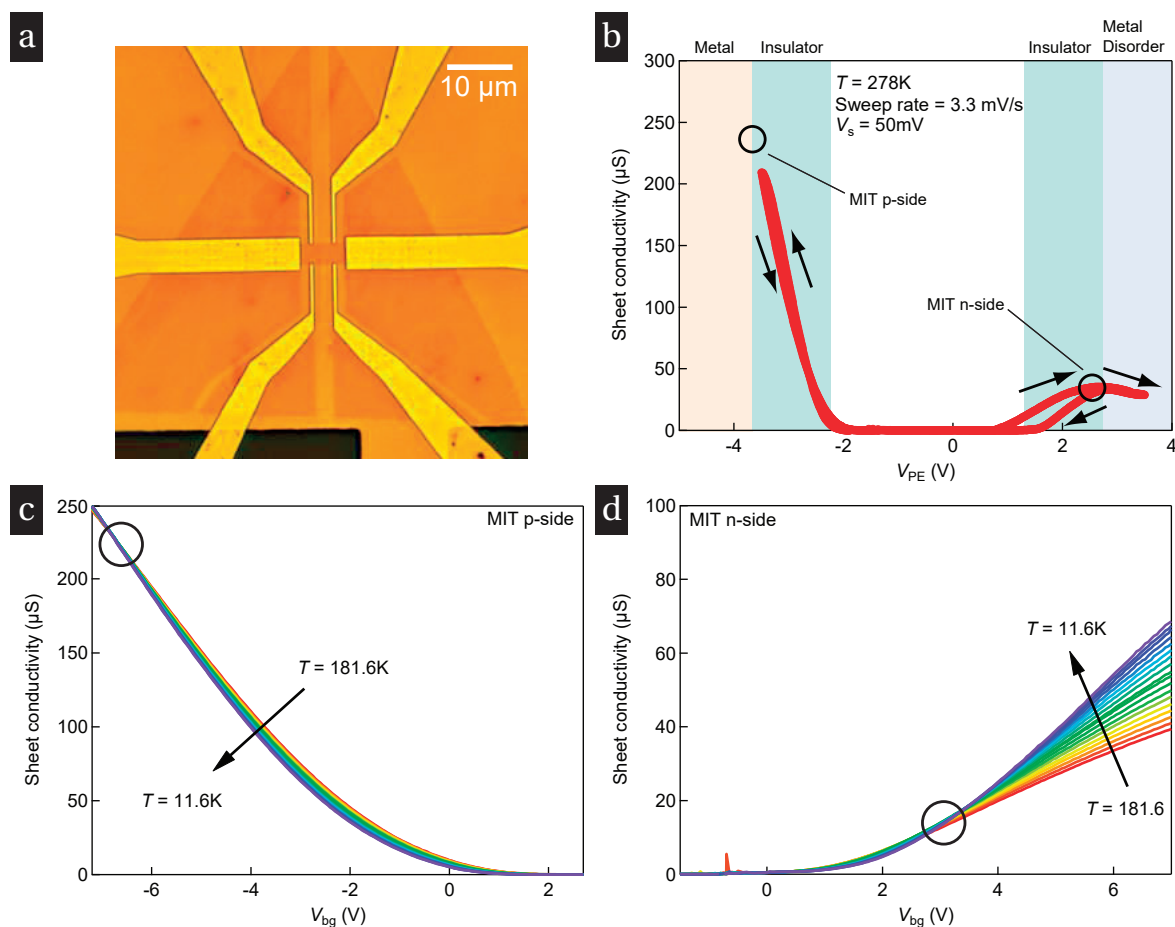 a
10 µm
b
Metal
Insulator
Insulator
Metal
Disorder
T = 278K
Sweep rate = 3.3 mV/s
Vs = 50mV
MIT p-side
MIT n-side
300
250
200
150
100
50
0
Sheet conductivity (µS)
-4
-2
0
2
4
VPE (V)
c
MIT p-side
250
200
150
100
50
0
Sheet conductivity (µS)
T = 181.6K
T = 11.6K
-6
-4
-2
0
2
Vbg (V)
d
MIT n-side
100
80
60
40
20
0
Sheet conductivity (µS)
T = 11.6K
T = 181.6
0
2
4
6
Vbg (V)